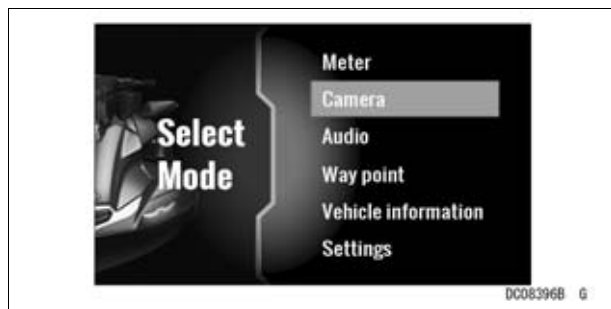 Select
Mode
Meter
Camera
Audio
Way point
Vehicle information
Settings
DC08396B G